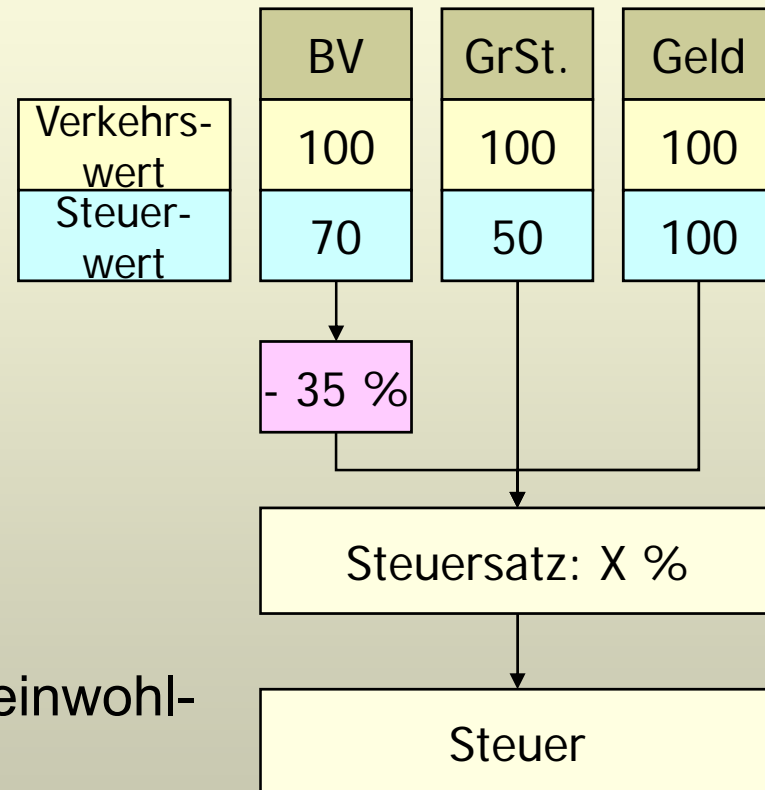 BV GrSt. Geld
Verkehrs-
wert
100 100 100
Steuer-
wert
70 50 100
- 35 %
Steuersatz: X %
einwohl-
Steuer